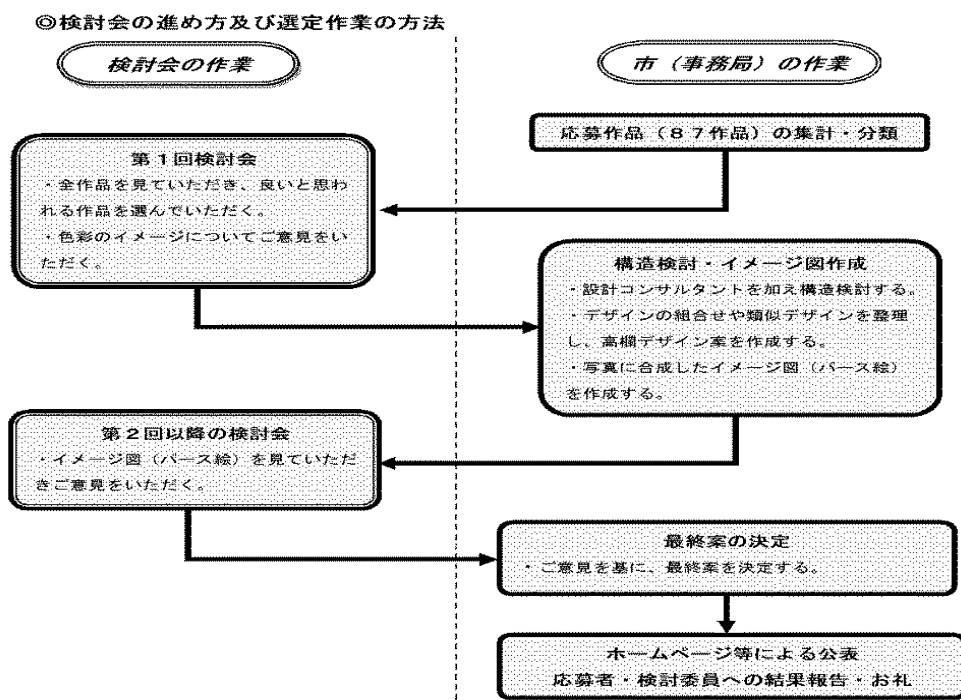 ◎検討会の進め方及び選定作業の方法
検討会の作業
市（事務局）の作業
応募作品（８７作品）の集計・分類
第１回検討会
・全作品を見ていただき、良いと思わ
れる作品を選んでいただく。
・色彩のイメージについてご意見をい
ただく。
構造検討・イメージ図作成
・設計コンサルタントを加え構造検討する。
・デザインの組合せや類似デザインを整理
し、高欄デザイン案を作成する。
・写真に合成したイメージ図（パース絵）
を作成する。
第２回以降の検討会
・イメージ図（パース絵）を見ていただ
きご意見をいただく。
最終案の決定
・ご意見を基に、最終案を決定する。
ホームページ等による公表
応募者・検討委員への結果報告・お礼